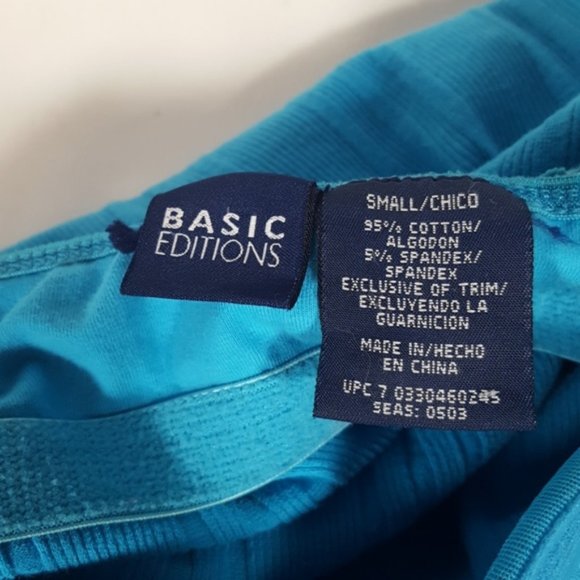 BASIC
EDITIONS
SMALL/CHICO
95% COTTON/
ALGODON
5% SPANDEX/
SPANDEX
EXCLUSIVE OF TRIM/
EXCLUYENDO LA
GUARNICION
MADE IN/HECHO
EN CHINA
UPC 7
SEAS: 0503